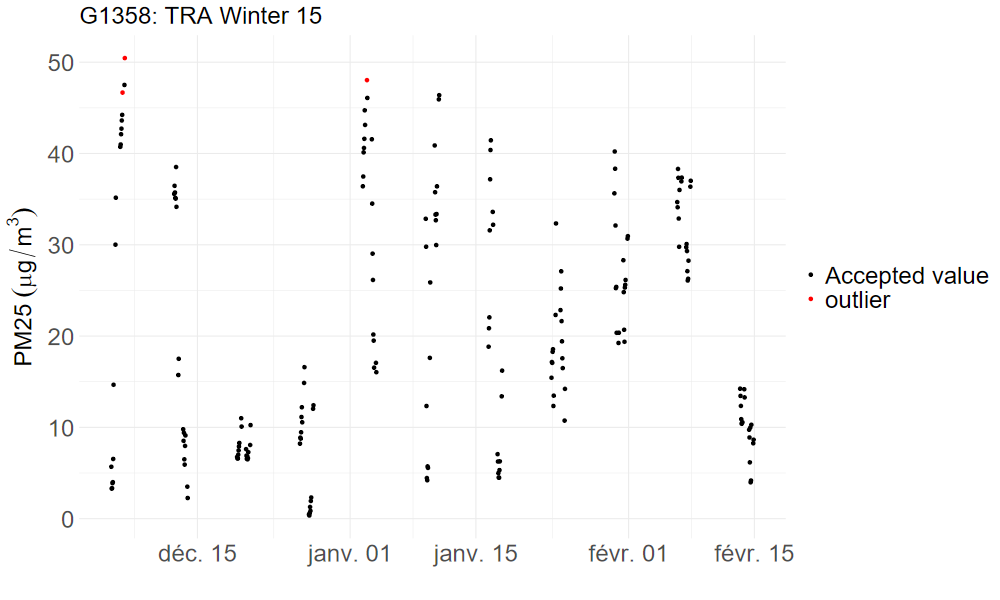 G1358: TRA Winter 15
PM25 (μg/m³)
50
40
30
20
10
0
déc. 15
janv. 01
janv. 15
févr. 01
févr. 15
Accepted value
outlier